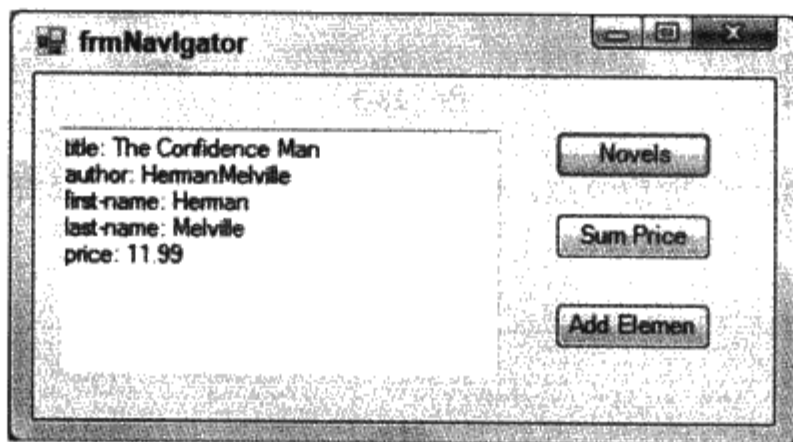 frmNavigator
title: The Confidence Man
author: HermanMelville
first-name: Herman
last-name: Melville
price: 11.99
Novels
Sum Price
Add Elemen